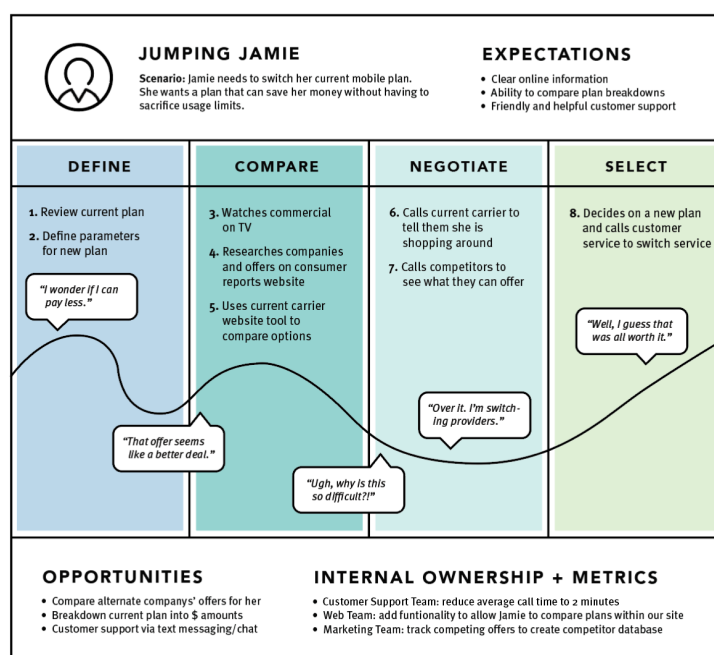 JUMPING JAMIE
Scenario: Jamie needs to switch her current mobile plan.
She wants a plan that can save her money without having to
sacrifice usage limits.
EXPECTATIONS
• Clear online information
• Ability to compare plan breakdowns
• Friendly and helpful customer support
DEFINE
COMPARE
NEGOTIATE
SELECT
1. Review current plan
2. Define parameters
for new plan
3. Watches commercial
on TV
4. Researches companies
and offers on consumer
reports website
5. Uses current carrier
website tool to
compare options
6. Calls current carrier to
tell them she is
shopping around
7. Calls competitors to
see what they can offer
8. Decides on a new plan
and calls customer
service to switch service
“I wonder if I can
pay less.”
“That offer seems
like a better deal.”
“Ugh, why is this
so difficult?!”
“Over it. I’m switch-
ing providers.”
“Well, I guess that
was all worth it.”
OPPORTUNITIES
• Compare alternate companys’ offers for her
• Breakdown current plan into $ amounts
• Customer support via text messaging/chat
INTERNAL OWNERSHIP + METRICS
• Customer Support Team: reduce average call time to 2 minutes
• Web Team: add funtionality to allow Jamie to compare plans within our site
• Marketing Team: track competing offers to create competitor database